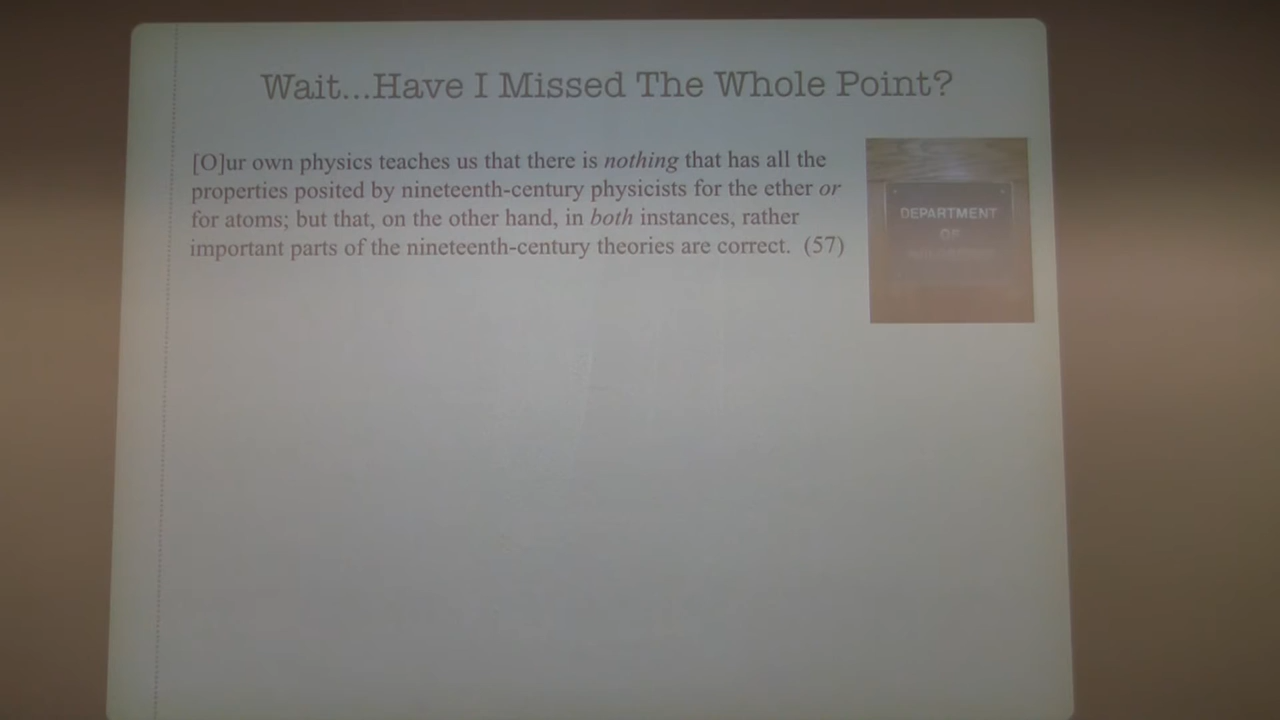 Wait...Have I Missed The Whole Point?
[O]ur own physics teaches us that there is nothing that has all the
properties posited by nineteenth-century physicists for the ether or
for atoms; but that, on the other hand, in both instances, rather
important parts of the nineteenth-century theories are correct. (57)
DEPARTMENT
OF